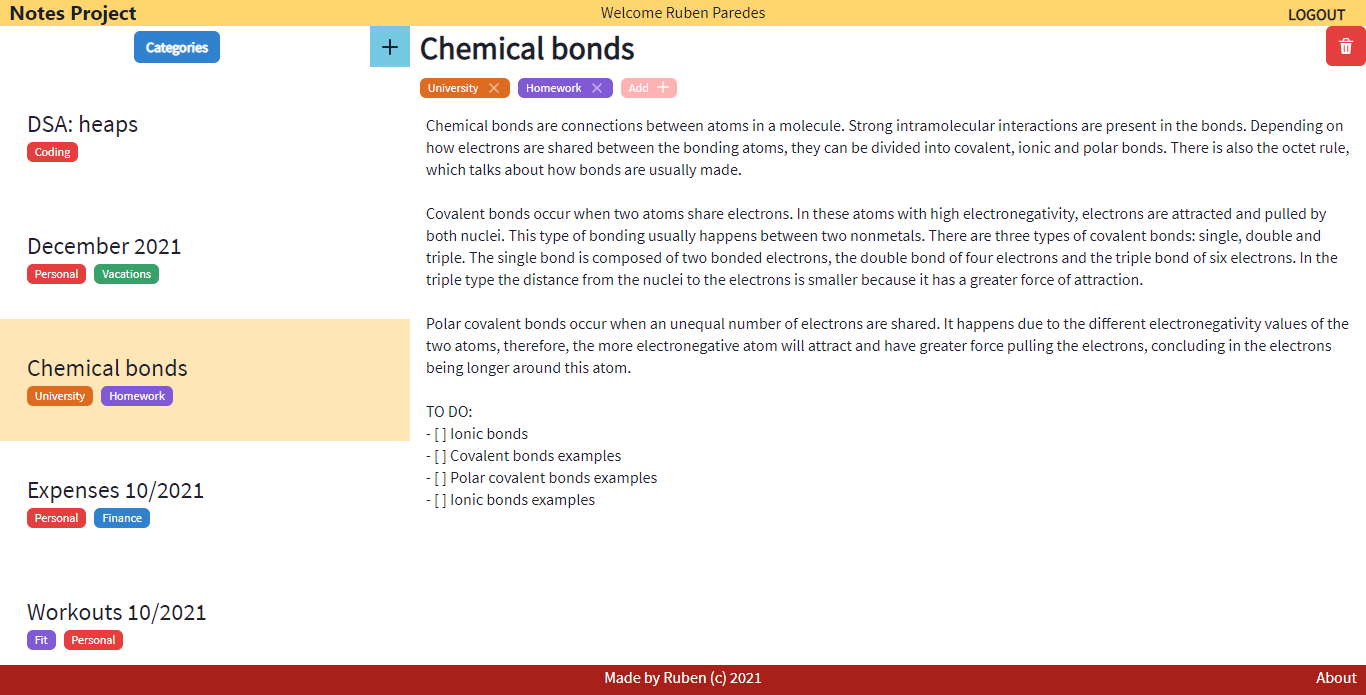 Notes Project
Welcome Ruben Paredes
LOGOUT
Categories
+
DSA: heaps
Coding
December 2021
Personal Vacations
Chemical bonds
University Homework
Expenses 10/2021
Personal Finance
Workouts 10/2021
Fit Personal
Chemical bonds
University Homework Add
Chemical bonds are connections between atoms in a molecule. Strong intramolecular interactions are present in the bonds. Depending on
how electrons are shared between the bonding atoms, they can be divided into covalent, ionic and polar bonds. There is also the octet rule,
which talks about how bonds are usually made.
Covalent bonds occur when two atoms share electrons. In these atoms with high electronegativity, electrons are attracted and pulled by
both nuclei. This type of bonding usually happens between two nonmetals. There are three types of covalent bonds: single, double and
triple. The single bond is composed of two bonded electrons, the double bond of four electrons and the triple bond of six electrons. In the
triple type the distance from the nuclei to the electrons is smaller because it has a greater force of attraction.
Polar covalent bonds occur when an unequal number of electrons are shared. It happens due to the different electronegativity values of the
two atoms, therefore, the more electronegative atom will attract and have greater force pulling the electrons, concluding in the electrons
being longer around this atom.
TO DO:
- [ ] Ionic bonds
- [ ] Covalent bonds examples
- [ ] Polar covalent bonds examples
- [ ] Ionic bonds examples
Made by Ruben (c) 2021
About